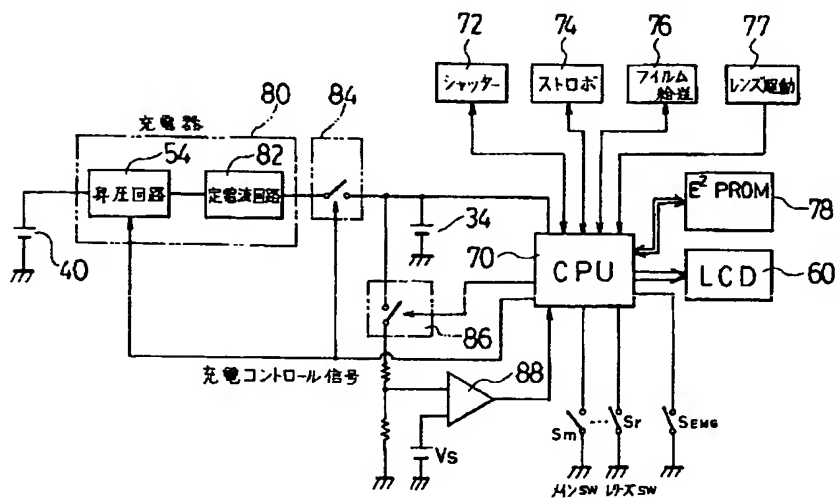 72
74
76
77
シャッター
ストロボ
フイルム
給送
レンズ駆動
80
84
充電器
54
82
昇圧回路
定電流回路
40
34
70
CPU
E² PROM
78
LCD
60
86
充電コントロール信号
88
Vs
Sm
Sr
SEMG
メインSW
レリーズSW